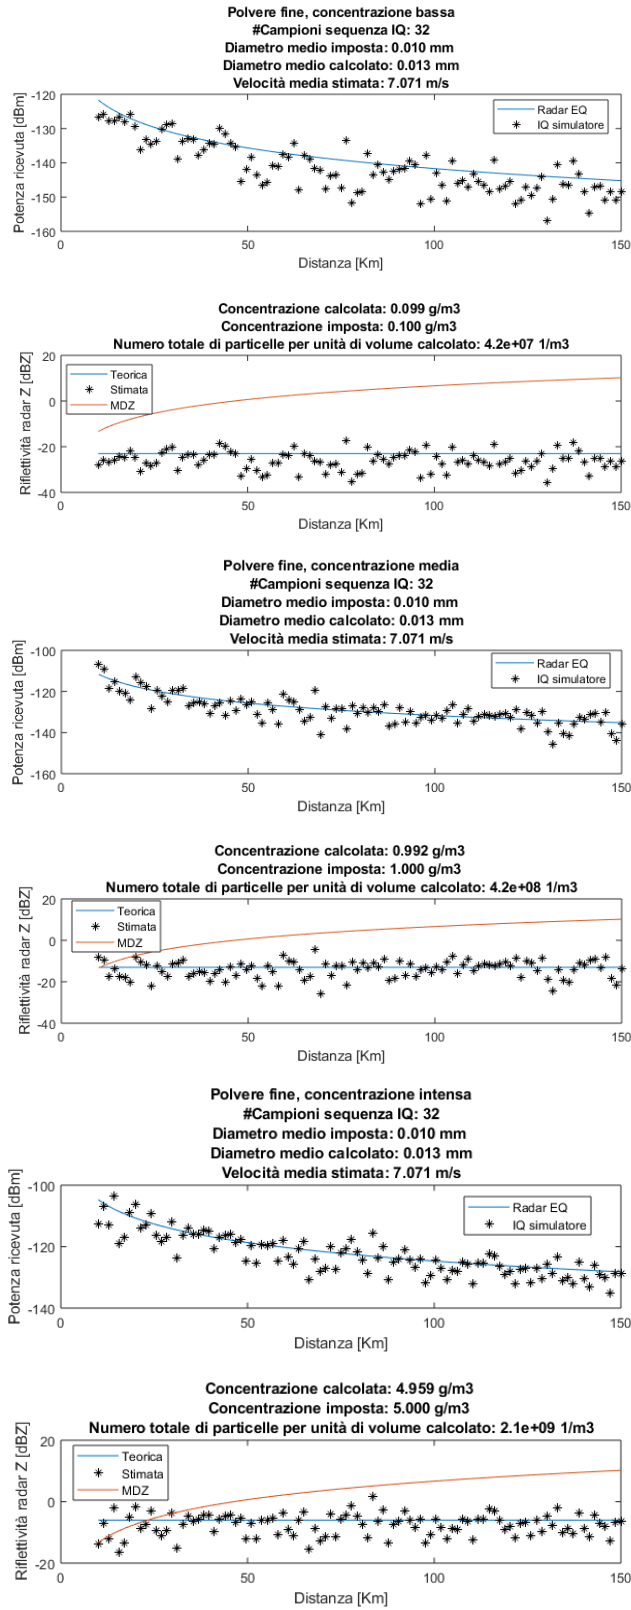 Polvere fine, concentrazione bassa
#Campioni sequenza IQ: 32
Diametro medio imposta: 0.010 mm
Diametro medio calcolato: 0.013 mm
Velocità media stimata: 7.071 m/s
Potenza ricevuta [dBm]
-120
-130
-140
-150
-160
Radar EQ
IQ simulatore
0 50 100 150
Distanza [Km]
Concentrazione calcolata: 0.099 g/m3
Concentrazione imposta: 0.100 g/m3
Numero totale di particelle per unità di volume calcolato: 4.2e+07 1/m3
Riflettività radar Z [dBZ]
20
0
-20
-40
Teorica
Stimata
MDZ
0 50 100 150
Distanza [Km]
Polvere fine, concentrazione media
#Campioni sequenza IQ: 32
Diametro medio imposta: 0.010 mm
Diametro medio calcolato: 0.013 mm
Velocità media stimata: 7.071 m/s
Potenza ricevuta [dBm]
-100
-120
-140
-160
Radar EQ
IQ simulatore
0 50 100 150
Distanza [Km]
Concentrazione calcolata: 0.992 g/m3
Concentrazione imposta: 1.000 g/m3
Numero totale di particelle per unità di volume calcolato: 4.2e+08 1/m3
Riflettività radar Z [dBZ]
20
0
-20
-40
Teorica
Stimata
MDZ
0 50 100 150
Distanza [Km]
Polvere fine, concentrazione intensa
#Campioni sequenza IQ: 32
Diametro medio imposta: 0.010 mm
Diametro medio calcolato: 0.013 mm
Velocità media stimata: 7.071 m/s
Potenza ricevuta [dBm]
-100
-120
-140
Radar EQ
IQ simulatore
0 50 100 150
Distanza [Km]
Concentrazione calcolata: 4.959 g/m3
Concentrazione imposta: 5.000 g/m3
Numero totale di particelle per unità di volume calcolato: 2.1e+09 1/m3
Riflettività radar Z [dBZ]
20
0
-20
Teorica
Stimata
MDZ
0 50 100 150
Distanza [Km]